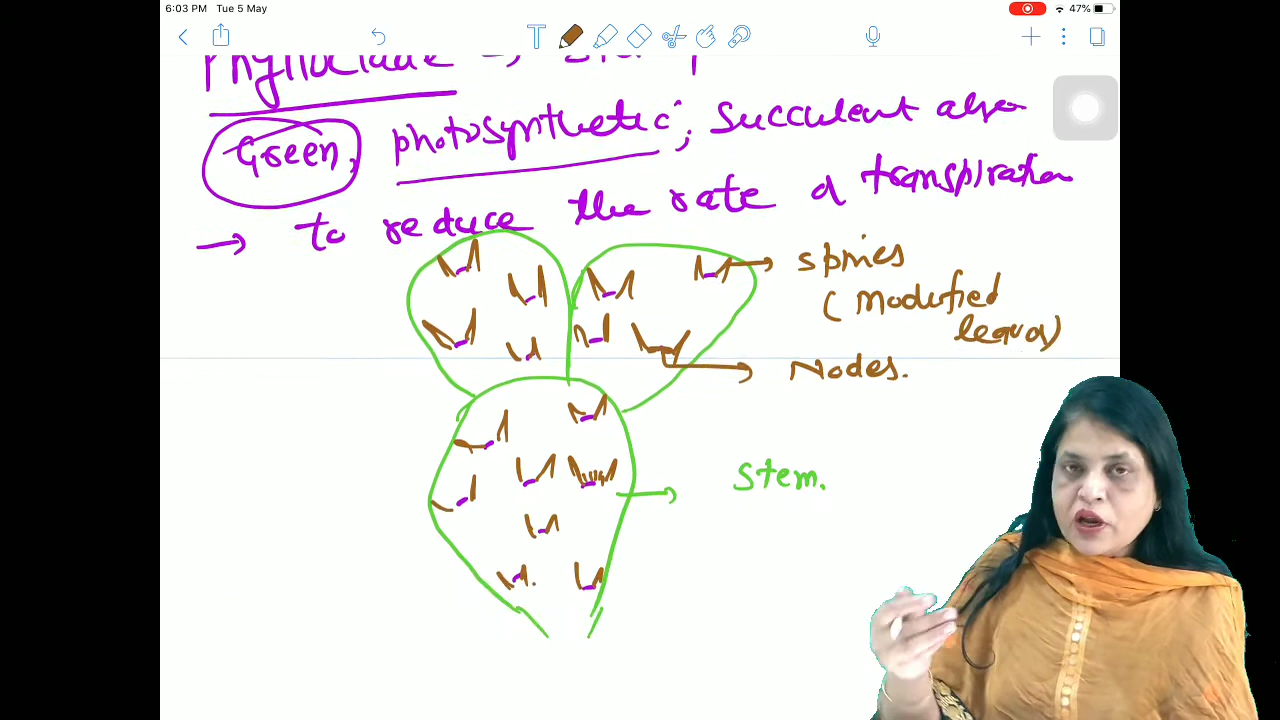 6:03 PM Tue 5 May
47%
Phylloclade
Green, photosynthetic; succulent also
→ to reduce the rate of transpiration
→ spines
(Modified
leaves)
→ Nodes.
→ Stem.